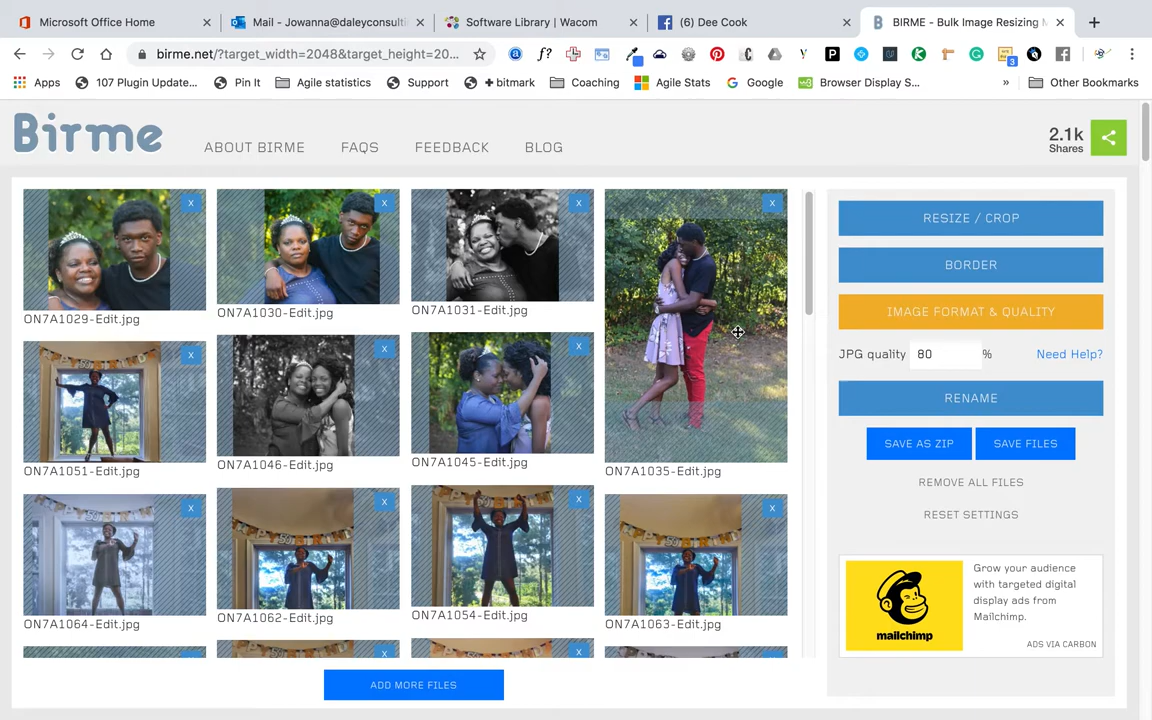 Microsoft Office Home
Mail - Jowanna@daleyconsulti
Software Library | Wacom
(6) Dee Cook
BIRME - Bulk Image Resizing M
birme.net/?target_width=2048&target_height=20...
Apps
107 Plugin Update...
Pin It
Agile statistics
Support
+ bitmark
Coaching
Agile Stats
Google
Browser Display S...
»
Other Bookmarks
Birme
ABOUT BIRME
FAQS
FEEDBACK
BLOG
2.1k
Shares
X
X
X
X
ON7A1029-Edit.jpg
ON7A1030-Edit.jpg
ON7A1031-Edit.jpg
X
X
X
ON7A1051-Edit.jpg
ON7A1046-Edit.jpg
ON7A1045-Edit.jpg
ON7A1035-Edit.jpg
X
X
X
X
ON7A1064-Edit.jpg
ON7A1062-Edit.jpg
ON7A1054-Edit.jpg
ON7A1063-Edit.jpg
ADD MORE FILES
RESIZE / CROP
BORDER
IMAGE FORMAT & QUALITY
JPG quality 80 %
Need Help?
RENAME
SAVE AS ZIP
SAVE FILES
REMOVE ALL FILES
RESET SETTINGS
mailchimp
Grow your audience
with targeted digital
display ads from
Mailchimp.
ADS VIA CARBON